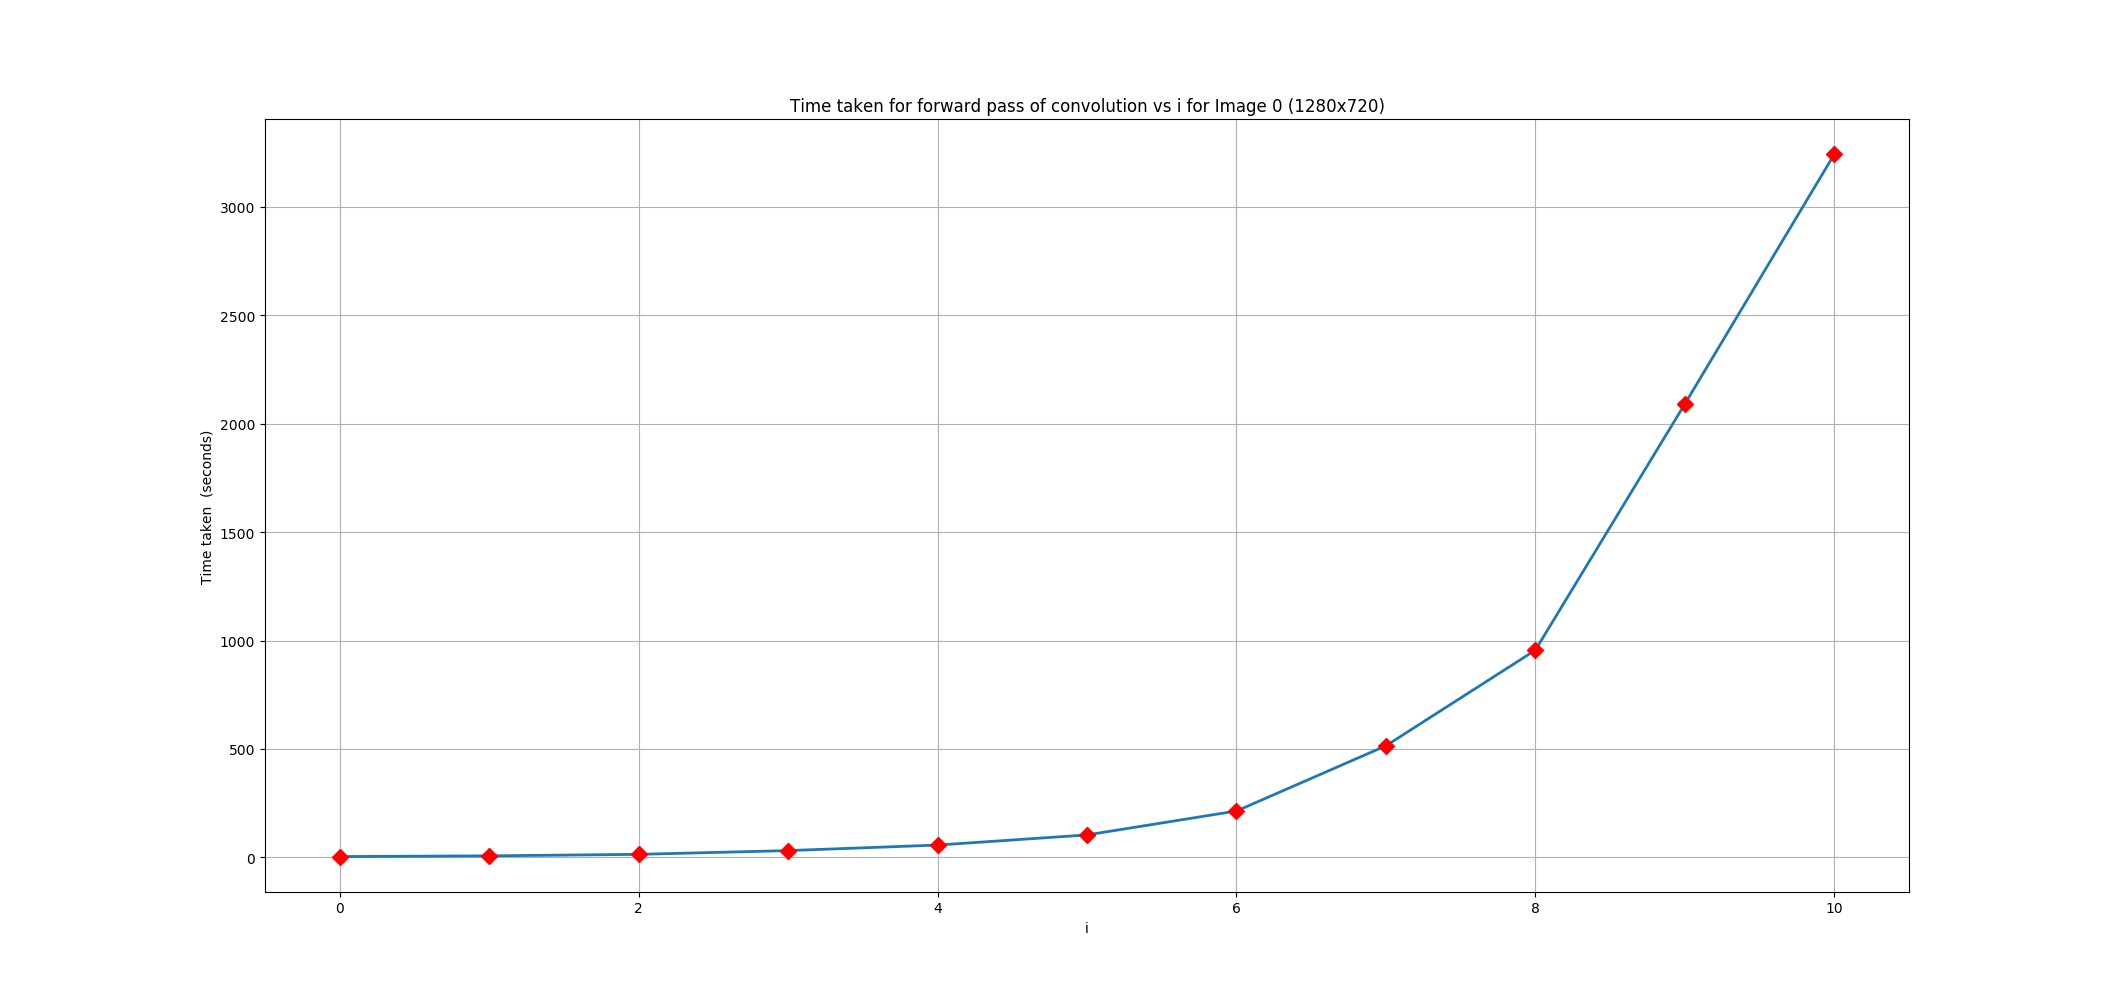 Time taken for forward pass of convolution vs i for Image 0 (1280x720)
3000
2500
2000
1500
1000
500
0
Time taken (seconds)
0 2 4 6 8 10
i